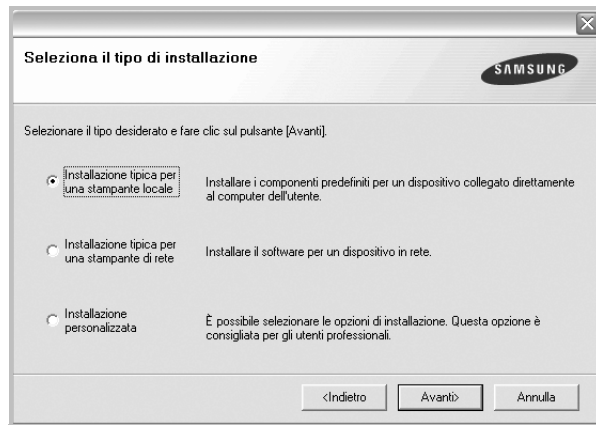 Seleziona il tipo di installazione
SAMSUNG
Selezionare il tipo desiderato e fare clic sul pulsante [Avanti].
Installazione tipica per
una stampante locale
Installare i componenti predefiniti per un dispositivo collegato direttamente
al computer dell'utente.
Installazione tipica per
una stampante di rete
Installare il software per un dispositivo in rete.
Installazione
personalizzata
È possibile selezionare le opzioni di installazione. Questa opzione è
consigliata per gli utenti professionali.
<Indietro
Avanti>
Annulla